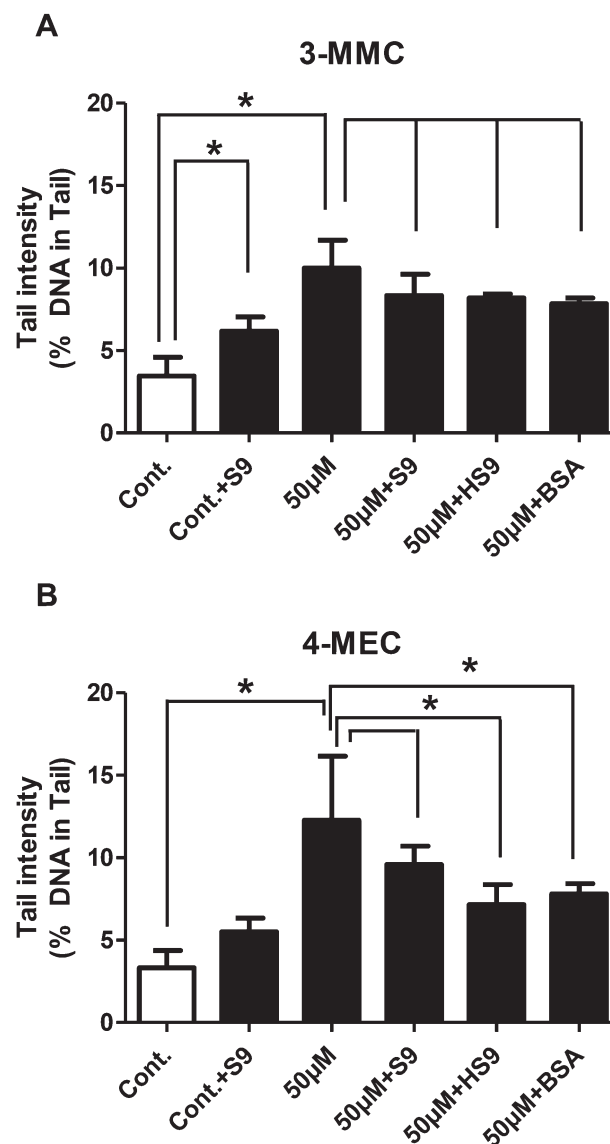 A
3-MMC
* *
20
15
10
5
0
Tail intensity
(% DNA in Tail)
Cont.
Cont.+S9
50µM
50µM+S9
50µM+HS9
50µM+BSA
B
4-MEC
* * *
20
15
10
5
0
Tail intensity
(% DNA in Tail)
Cont.
Cont.+S9
50µM
50µM+S9
50µM+HS9
50µM+BSA